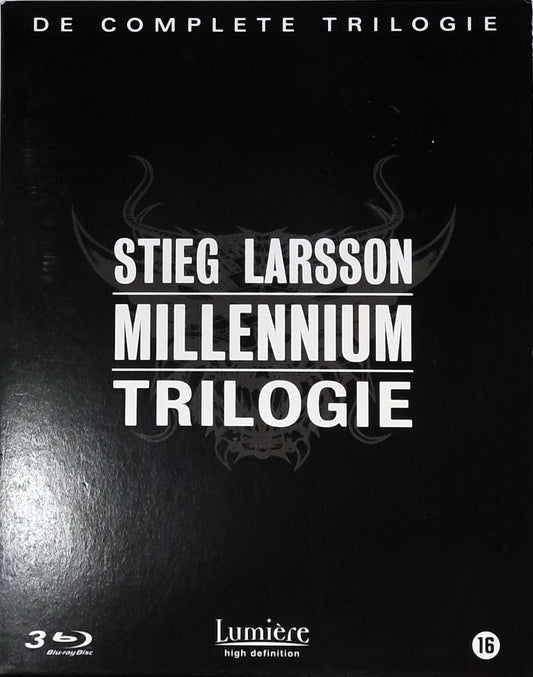 DE COMPLETE TRILOGIE
STIEG LARSSON
MILLENNIUM
TRILOGIE
3 Blu-ray Disc
Lumière
high definition
16